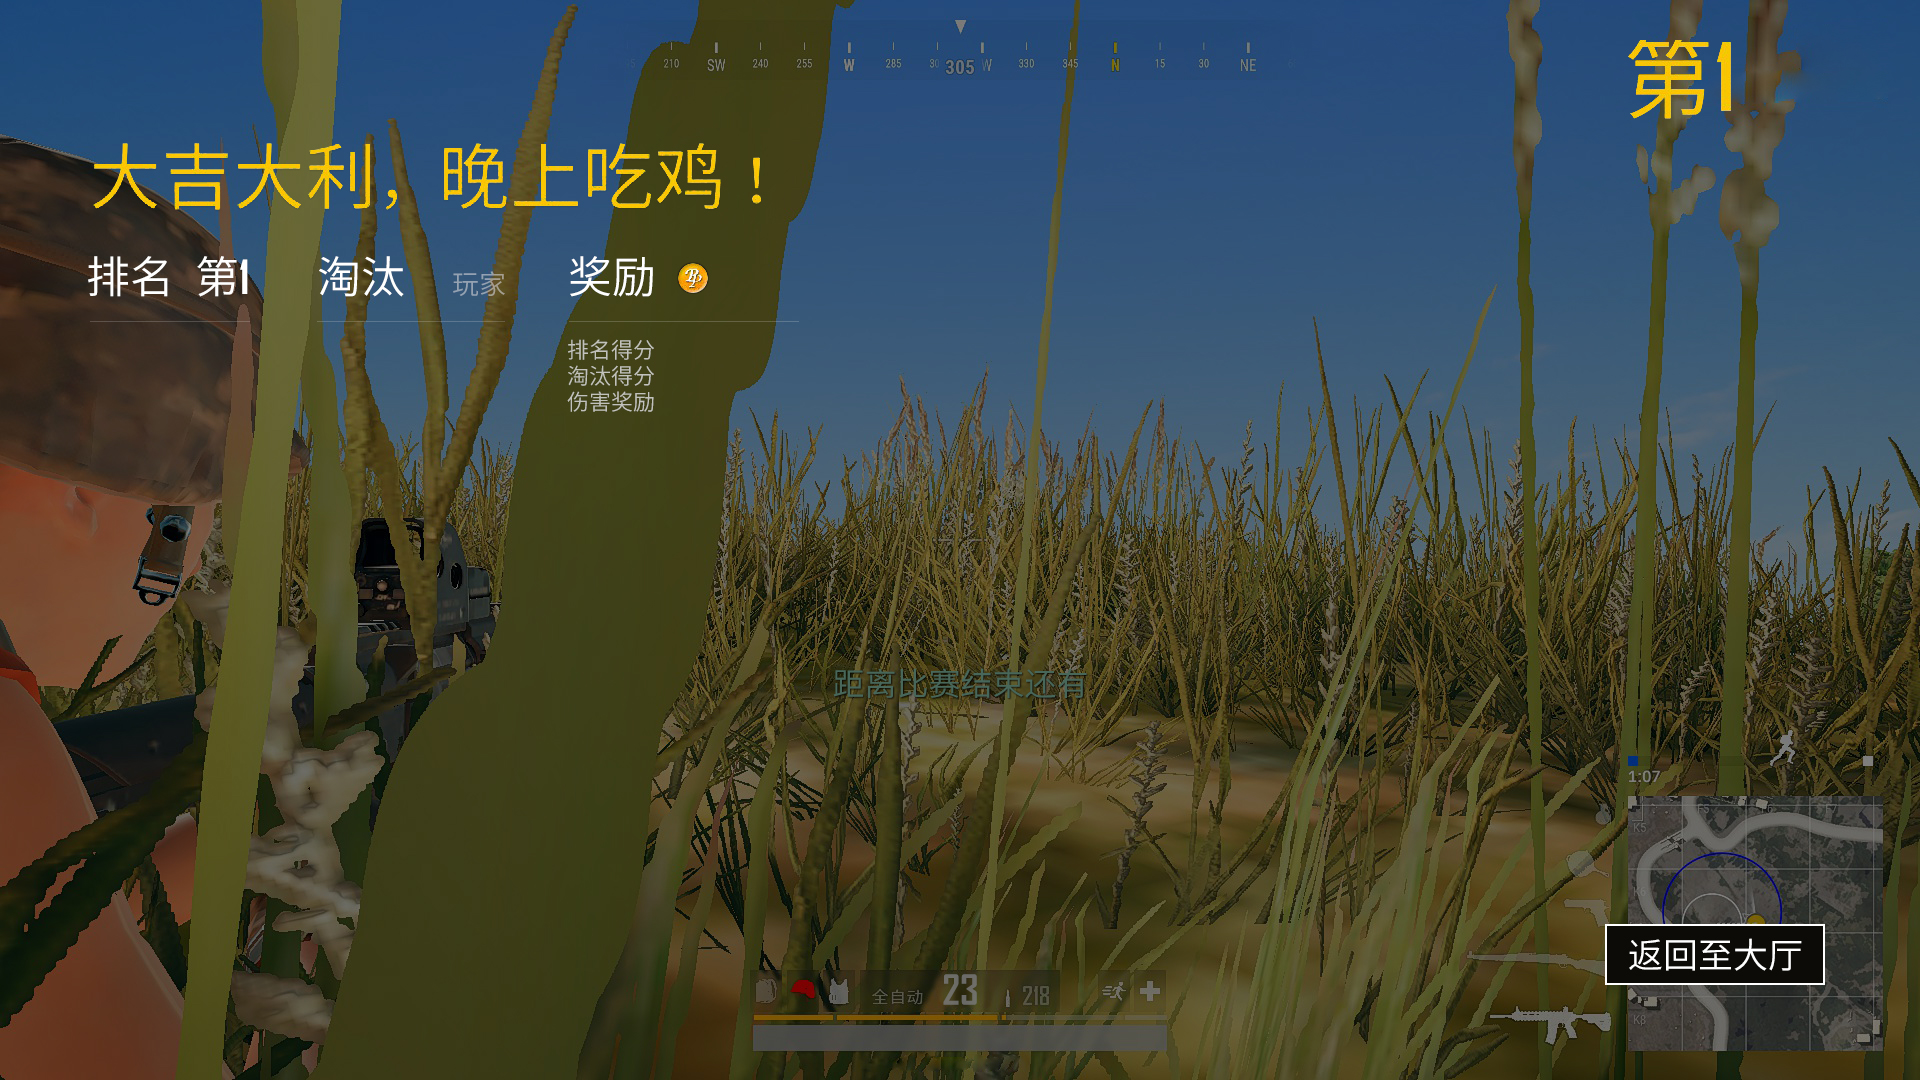 210 SW 240 255 W 285 30 305 W 330 345 N 15 30 NE
第1
大吉大利，晚上吃鸡！
排名 第1 淘汰 玩家 奖励
排名得分
淘汰得分
伤害奖励
距离比赛结束还有
1:07
K5
返回至大厅
全自动 23 218